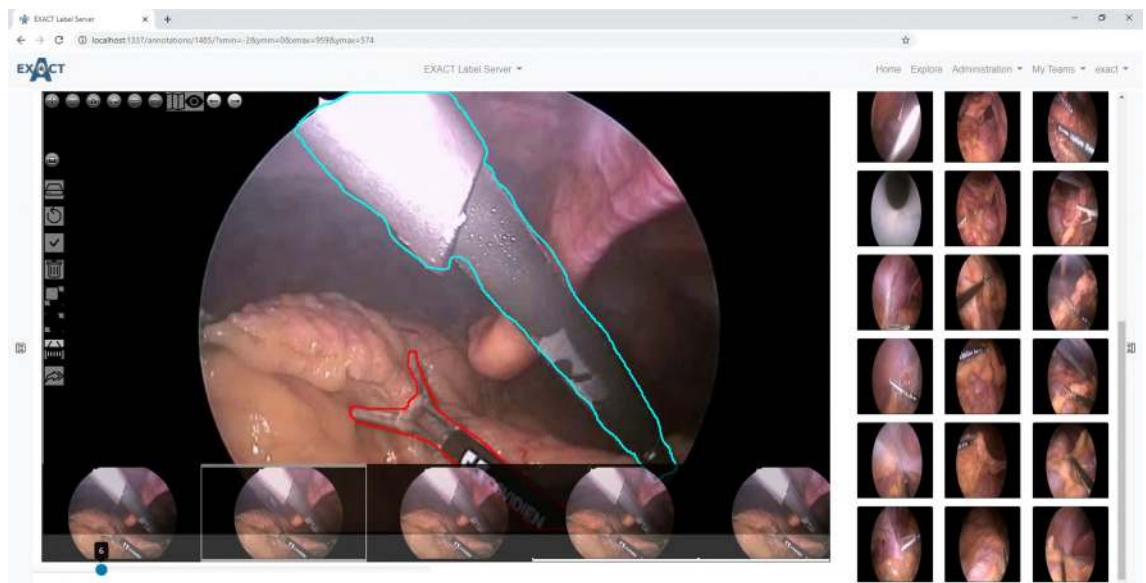 EXACT Label Server
localhost:1337/annotations/1485/?xmin=-28&ymin=0&xmax=959&ymax=574
EXACT
EXACT Label Server
Home Explore Administration My Teams exact
COVIDIEN
6